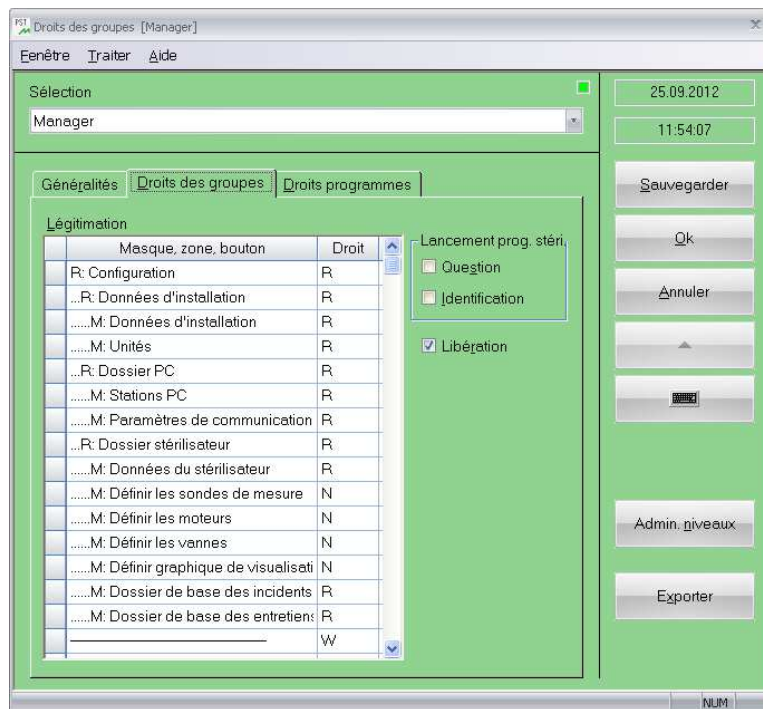 PST Droits des groupes [Manager] x
Fenêtre Traiter Aide
Sélection
Manager
25.09.2012
11:54:07
Généralités Droits des groupes Droits programmes
Légitimation
Masque, zone, bouton Droit
R: Configuration R
...R: Données d'installation R
......M: Données d'installation R
......M: Unités R
...R: Dossier PC R
......M: Stations PC R
......M: Paramètres de communication R
...R: Dossier stérilisateur R
......M: Données du stérilisateur R
......M: Définir les sondes de mesure N
......M: Définir les moteurs N
......M: Définir les vannes N
......M: Définir graphique de visualisati N
......M: Dossier de base des incidents R
......M: Dossier de base des entretiens R
W
Lancement prog. stéri.
Question
Identification
Libération
Sauvegarder
Ok
Annuler
Admin. niveaux
Exporter
NUM